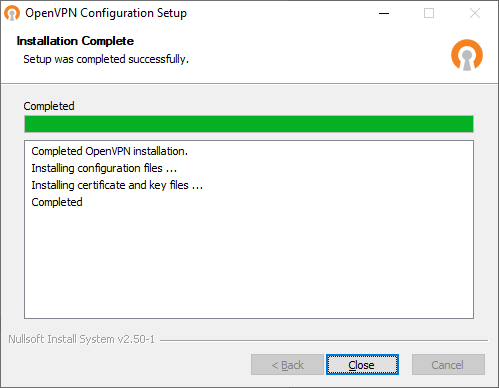 OpenVPN Configuration Setup
Installation Complete
Setup was completed successfully.
Completed
Completed OpenVPN installation.
Installing configuration files ...
Installing certificate and key files ...
Completed
Nullsoft Install System v2.50-1
< Back
Close
Cancel